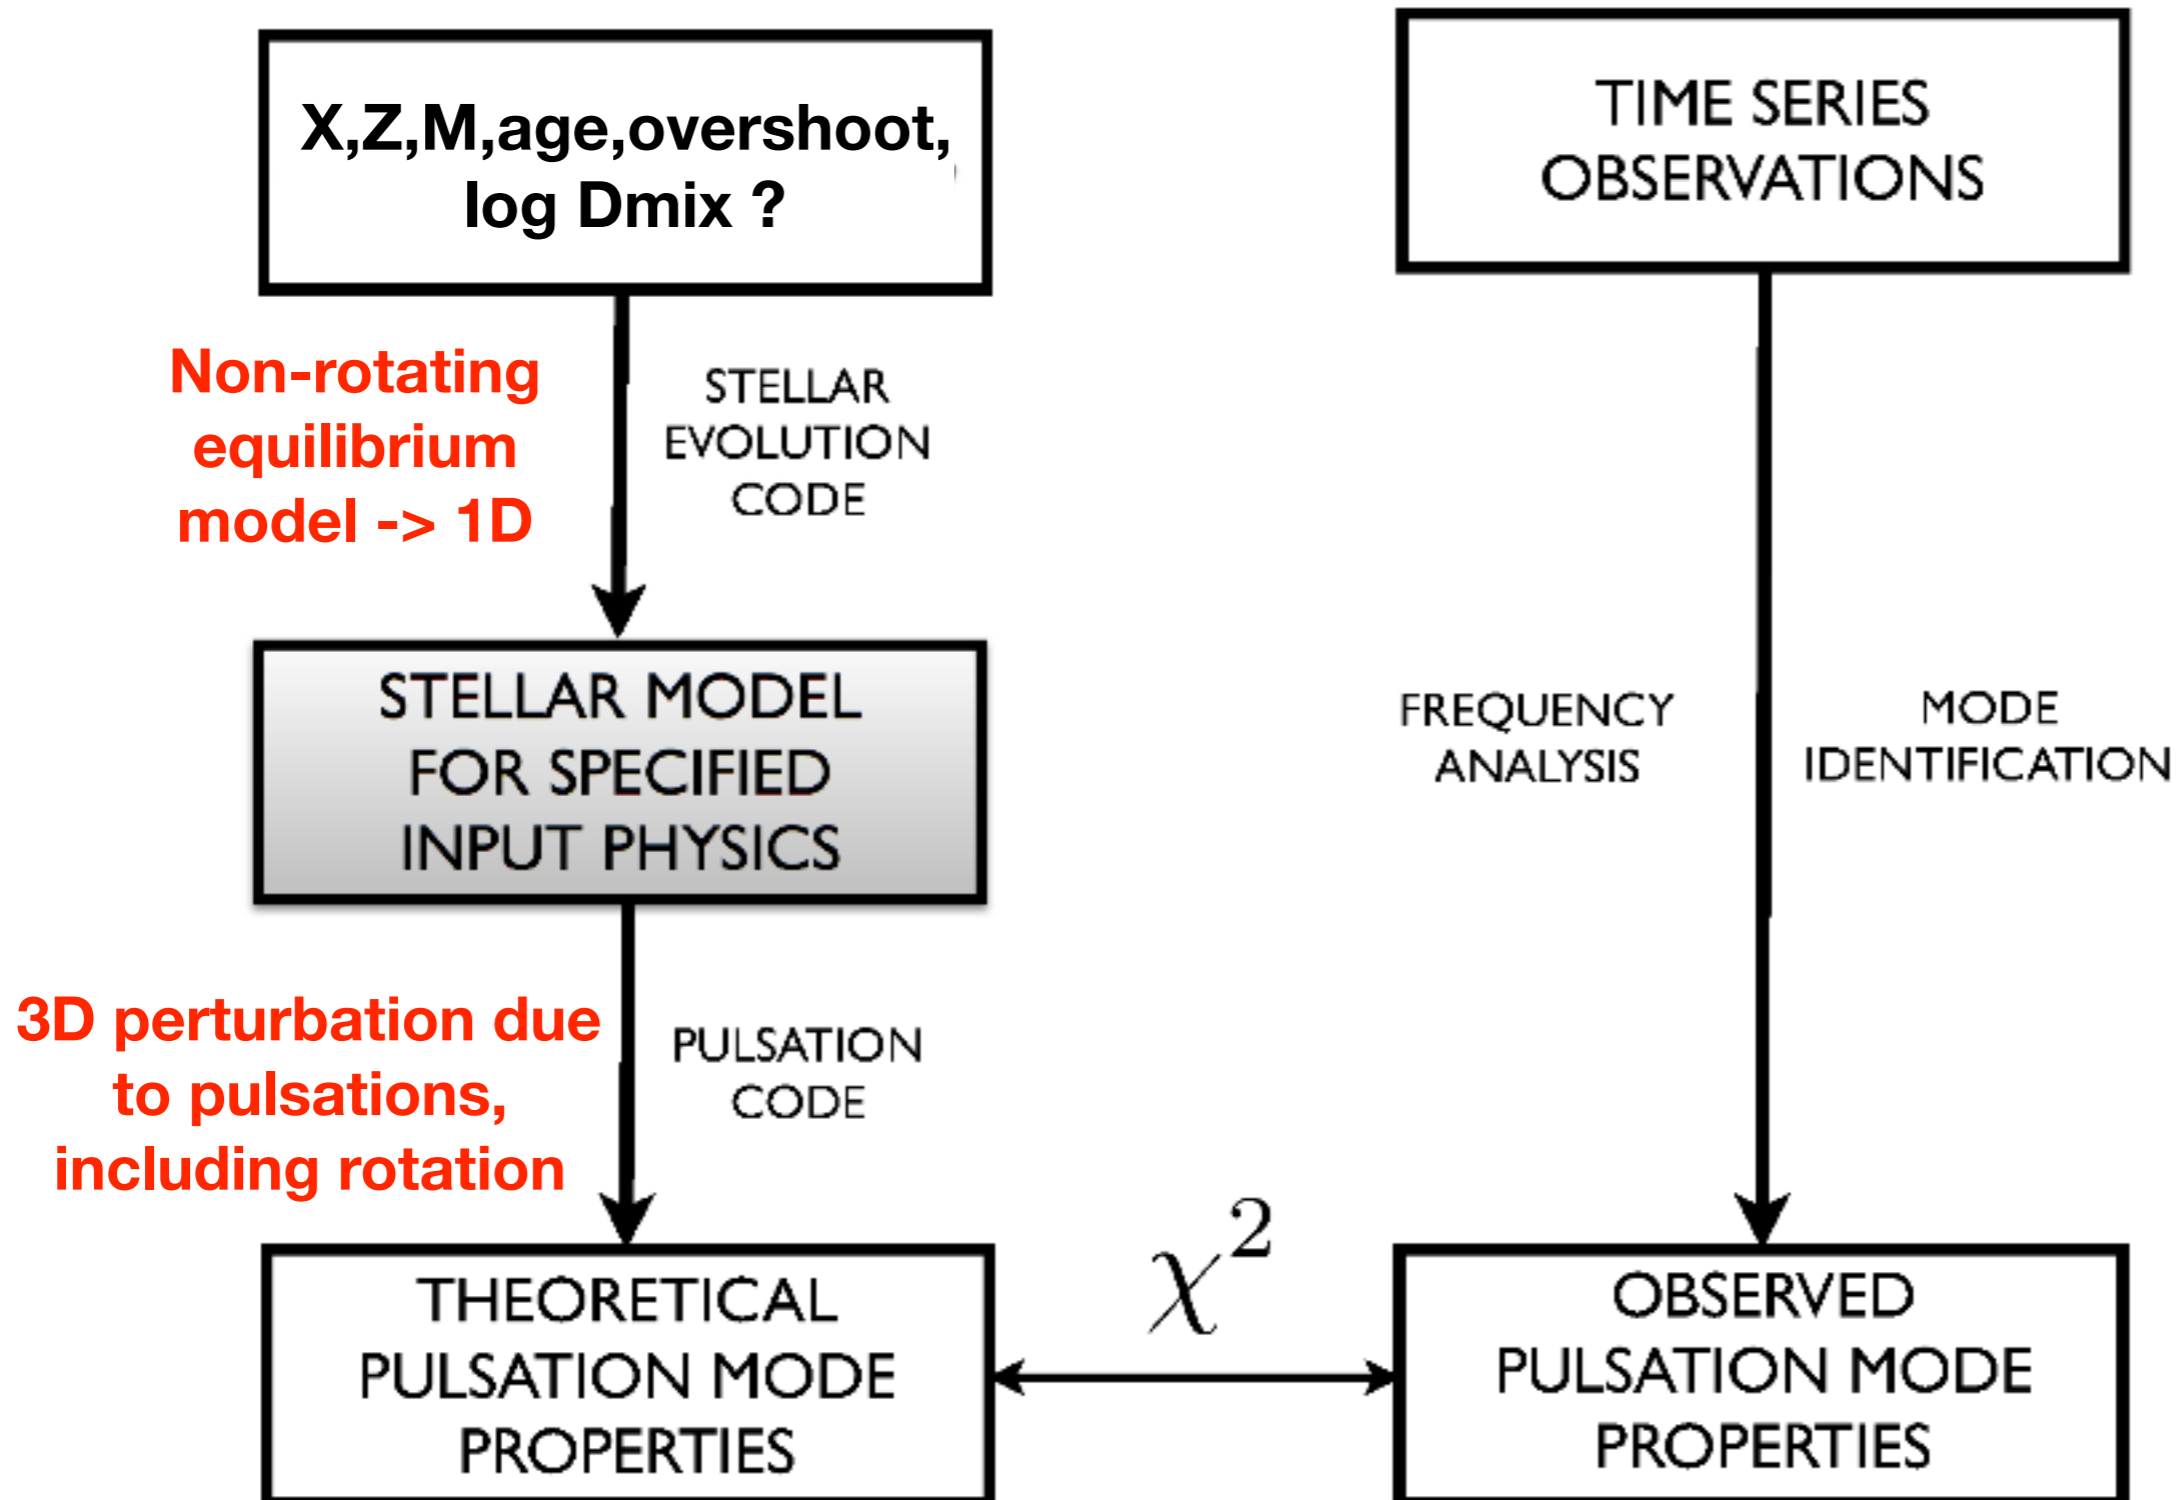 X,Z,M,age,overshoot,
log Dmix ?
TIME SERIES
OBSERVATIONS
Non-rotating
equilibrium
model -> 1D
STELLAR
EVOLUTION
CODE
STELLAR MODEL
FOR SPECIFIED
INPUT PHYSICS
FREQUENCY
ANALYSIS
MODE
IDENTIFICATION
3D perturbation due
to pulsations,
including rotation
PULSATION
CODE
THEORETICAL
PULSATION MODE
PROPERTIES
χ²
OBSERVED
PULSATION MODE
PROPERTIES